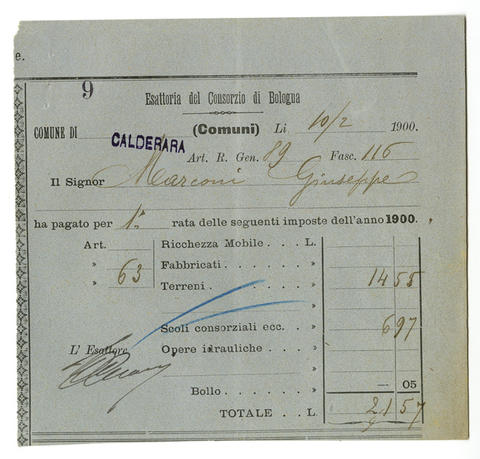 e.
9
Esattoria del Consorzio di Bologna
COMUNE DI CALDERARA (Comuni) Li 10/2 1900.
Art. R. Gen. 89 Fasc. 116
Il Signor Marconi Giuseppe
ha pagato per 1a rata delle seguenti imposte dell'anno 1900.
Art. Ricchezza Mobile . . . L.
» 63 Fabbricati . . . . . . »
» Terreni . . . . . . . » 14 55
»
Scoli consorziali ecc. . » 6 97
L' Esattore Opere idrauliche . . . . »
»
Bollo . . . . . . » — 05
TOTALE . . L. 21 57